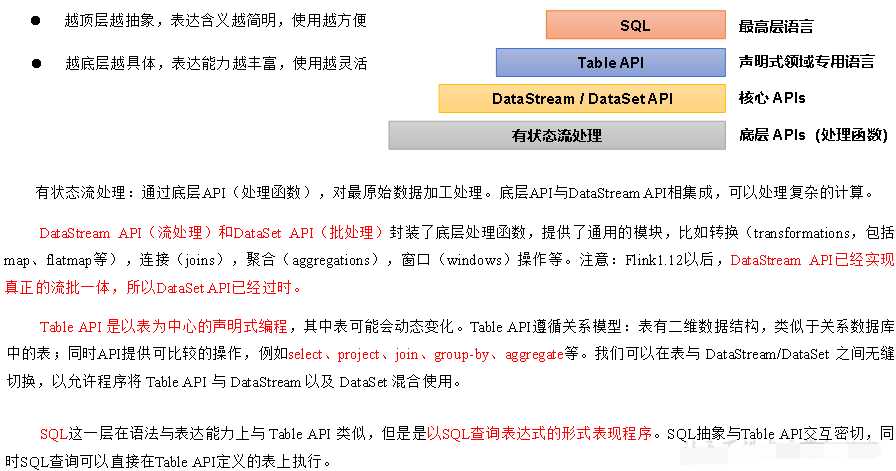 ● 越顶层越抽象，表达含义越简明，使用越方便
● 越底层越具体，表达能力越丰富，使用越灵活
SQL 最高层语言
Table API 声明式领域专用语言
DataStream / DataSet API 核心 APIs
有状态流处理 底层 APIs (处理函数)
有状态流处理：通过底层API（处理函数），对最原始数据加工处理。底层API与DataStream API相集成，可以处理复杂的计算。
DataStream API（流处理）和DataSet API（批处理）封装了底层处理函数，提供了通用的模块，比如转换（transformations，包括
map、flatmap等），连接（joins），聚合（aggregations），窗口（windows）操作等。注意：Flink1.12以后，DataStream API已经实现
真正的流批一体，所以DataSet API已经过时。
Table API 是以表为中心的声明式编程，其中表可能会动态变化。Table API遵循关系模型：表有二维数据结构，类似于关系数据库
中的表；同时API提供可比较的操作，例如select、project、join、group-by、aggregate等。我们可以在表与 DataStream/DataSet 之间无缝
切换，以允许程序将 Table API 与 DataStream 以及 DataSet 混合使用。
SQL这一层在语法与表达能力上与 Table API 类似，但是是以SQL查询表达式的形式表现程序。SQL抽象与Table API交互密切，同
时SQL查询可以直接在Table API定义的表上执行。